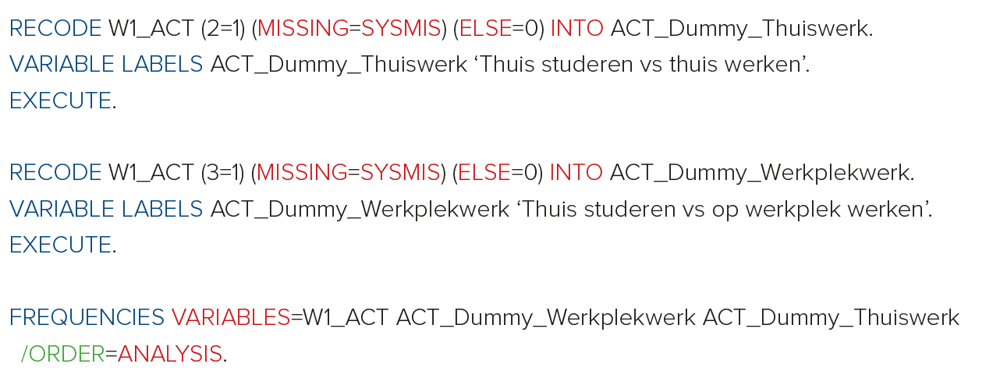 RECODE W1_ACT (2=1) (MISSING=SYSMIS) (ELSE=0) INTO ACT_Dummy_Thuiswerk.
VARIABLE LABELS ACT_Dummy_Thuiswerk ‘Thuis studeren vs thuis werken’.
EXECUTE.
RECODE W1_ACT (3=1) (MISSING=SYSMIS) (ELSE=0) INTO ACT_Dummy_Werkplekwerk.
VARIABLE LABELS ACT_Dummy_Werkplekwerk ‘Thuis studeren vs op werkplek werken’.
EXECUTE.
FREQUENCIES VARIABLES=W1_ACT ACT_Dummy_Werkplekwerk ACT_Dummy_Thuiswerk
/ORDER=ANALYSIS.